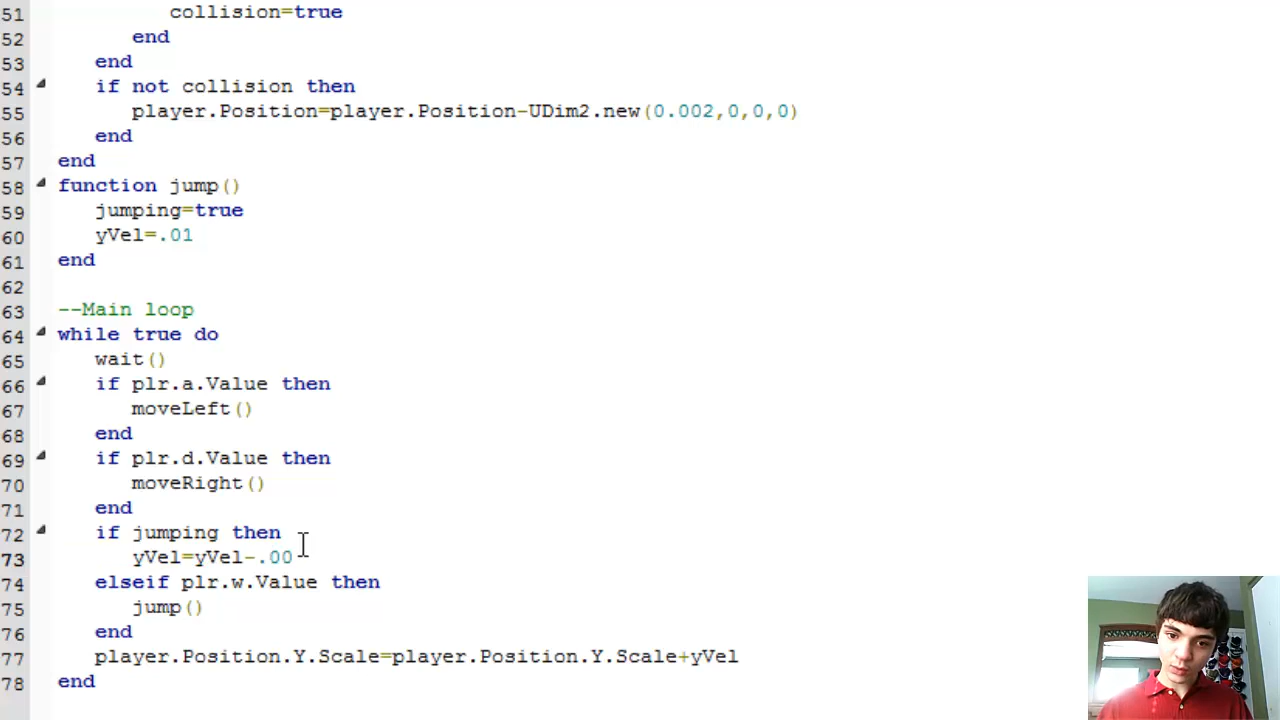 51 collision=true
52 end
53 end
54 if not collision then
55 player.Position=player.Position-UDim2.new(0.002,0,0,0)
56 end
57 end
58 function jump()
59 jumping=true
60 yVel=.01
61 end
62
63 --Main loop
64 while true do
65 wait()
66 if plr.a.Value then
67 moveLeft()
68 end
69 if plr.d.Value then
70 moveRight()
71 end
72 if jumping then
73 yVel=yVel-.00
74 elseif plr.w.Value then
75 jump()
76 end
77 player.Position.Y.Scale=player.Position.Y.Scale+yVel
78 end